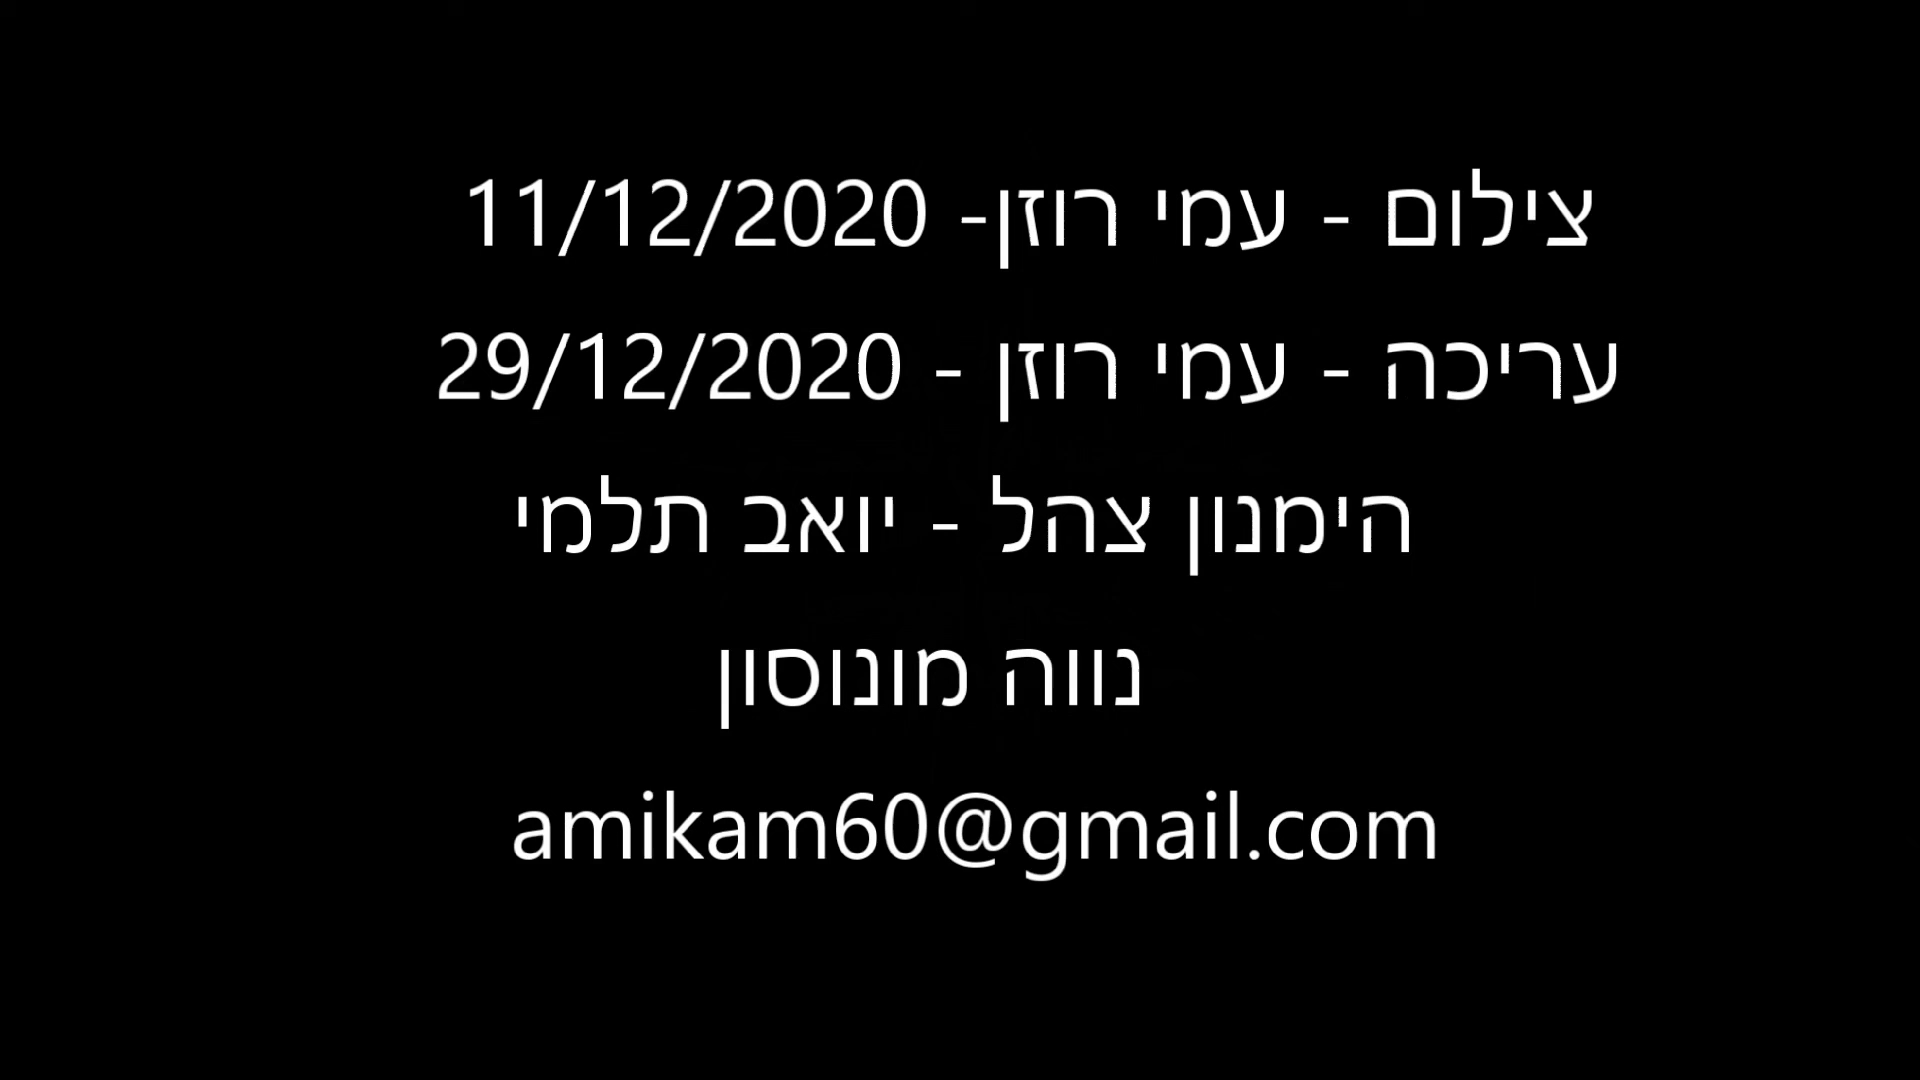 צילום - עמי רוזן- 11/12/2020
עריכה - עמי רוזן - 29/12/2020
הימנון צהל - יואב תלמי
נווה מונוסון
amikam60@gmail.com